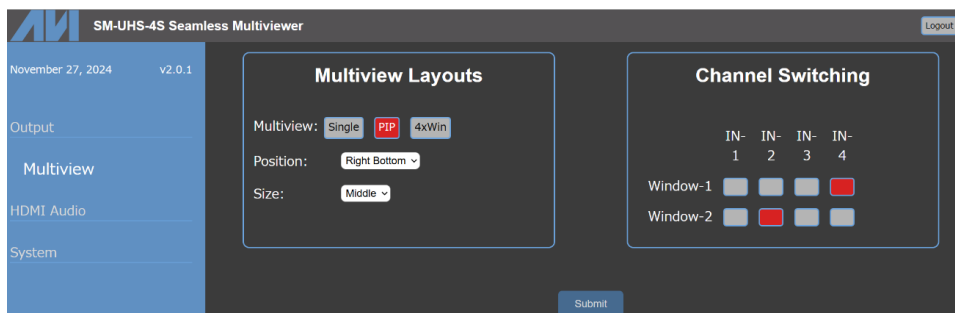 AVI SM-UHS-4S Seamless Multiviewer Logout
November 27, 2024 v2.0.1
Output
Multiview
HDMI Audio
System
Multiview Layouts
Multiview: Single PIP 4xWin
Position: Right Bottom
Size: Middle
Channel Switching
IN-1 IN-2 IN-3 IN-4
Window-1
Window-2
Submit